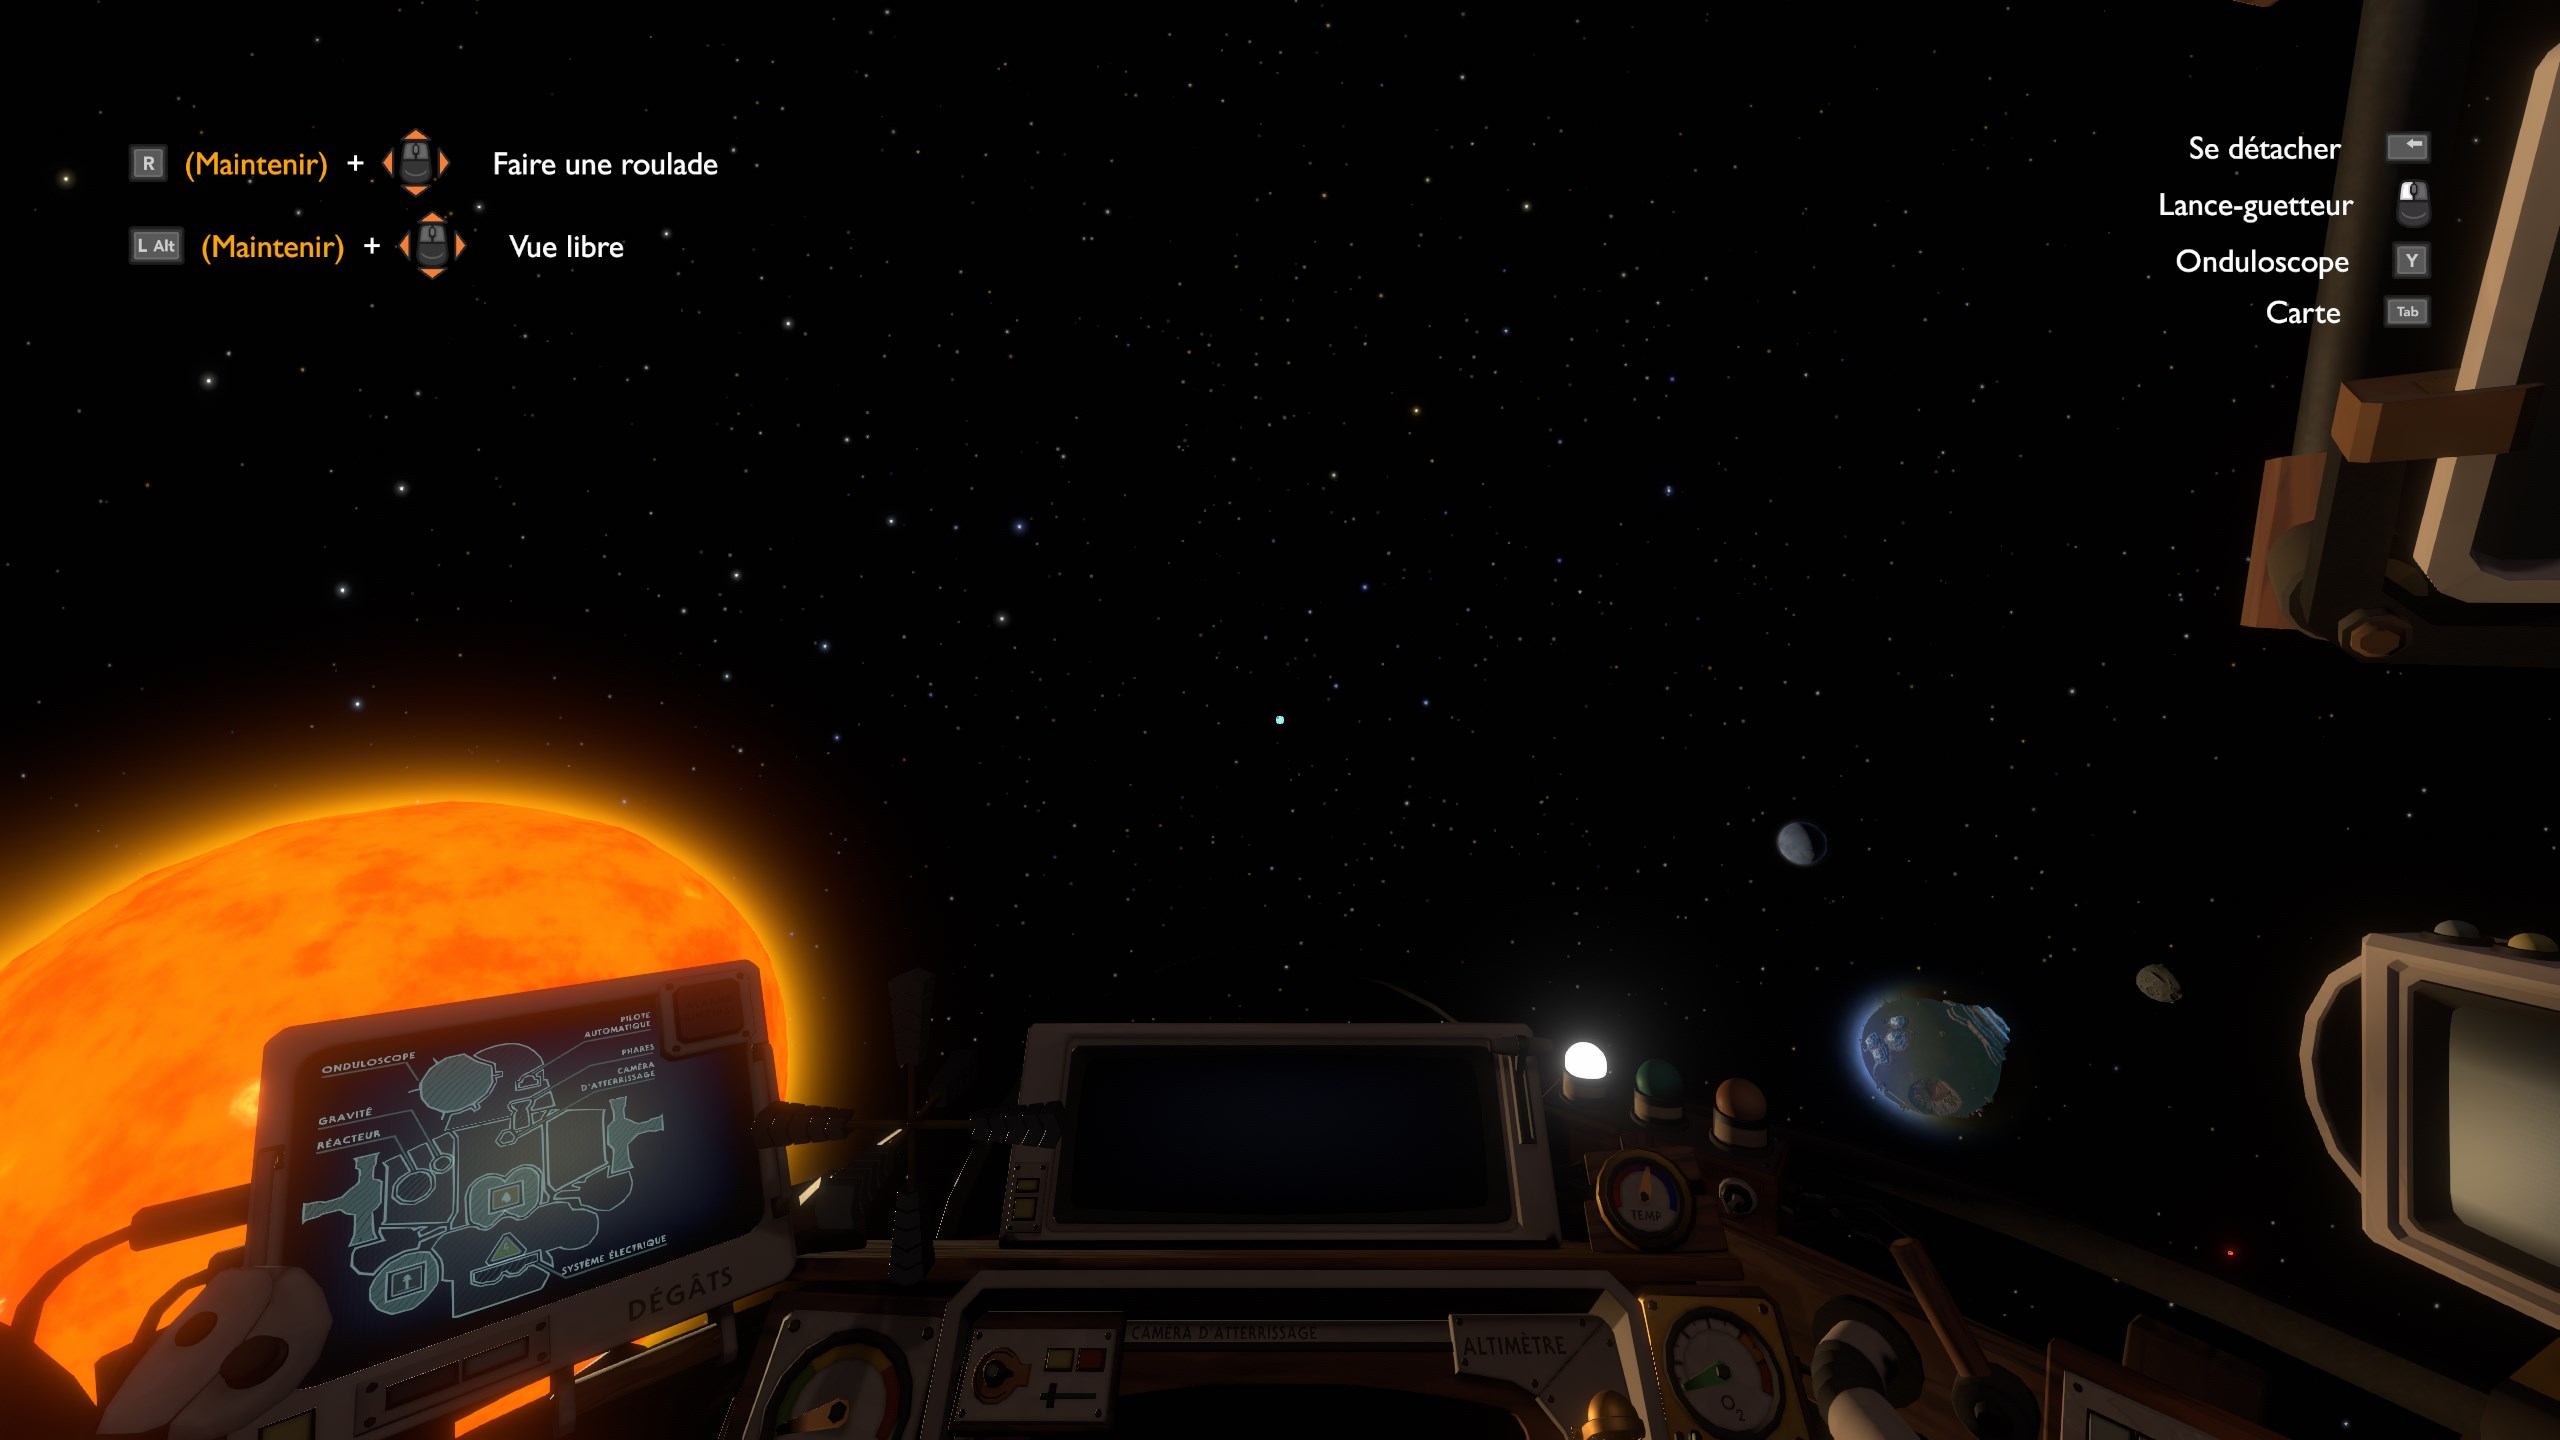 R (Maintenir) + Faire une roulade
L Alt (Maintenir) + Vue libre
Se détacher
Lance-guetteur
Onduloscope Y
Carte Tab
PILOTE
AUTOMATIQUE
ONDULOSCOPE
PHARES
CAMÉRA
D'ATTERRISSAGE
GRAVITÉ
RÉACTEUR
SYSTÈME ÉLECTRIQUE
DÉGÂTS
TEMP
CAMÉRA D'ATTERRISSAGE
ALTIMÈTRE
O2